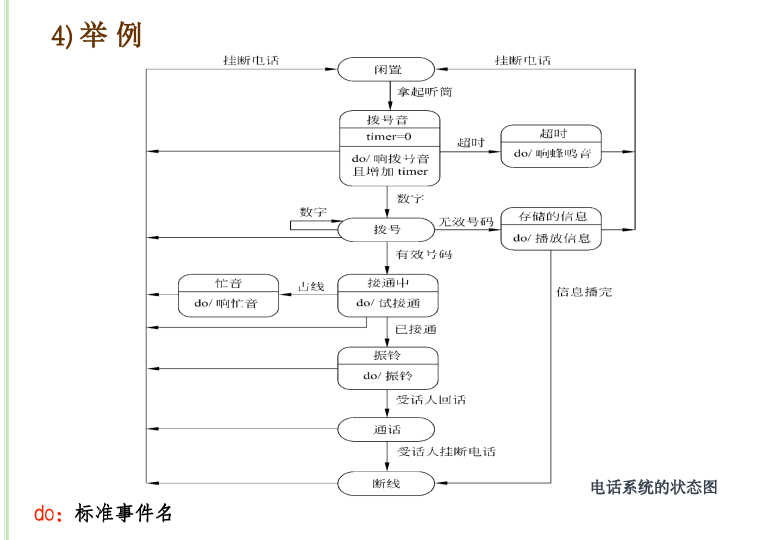 4) 举 例
挂断电话
挂断电话
闲置
拿起听筒
拨号音
timer=0
do/ 响拨号音
且增加 timer
超时
超时
do/ 响蜂鸣音
数字
数字
拨号
无效号码
存储的信息
do/ 播放信息
有效号码
忙音
do/ 响忙音
占线
接通中
do/ 试接通
信息播完
已接通
振铃
do/ 振铃
受话人回话
通话
受话人挂断电话
断线
电话系统的状态图
do：标准事件名